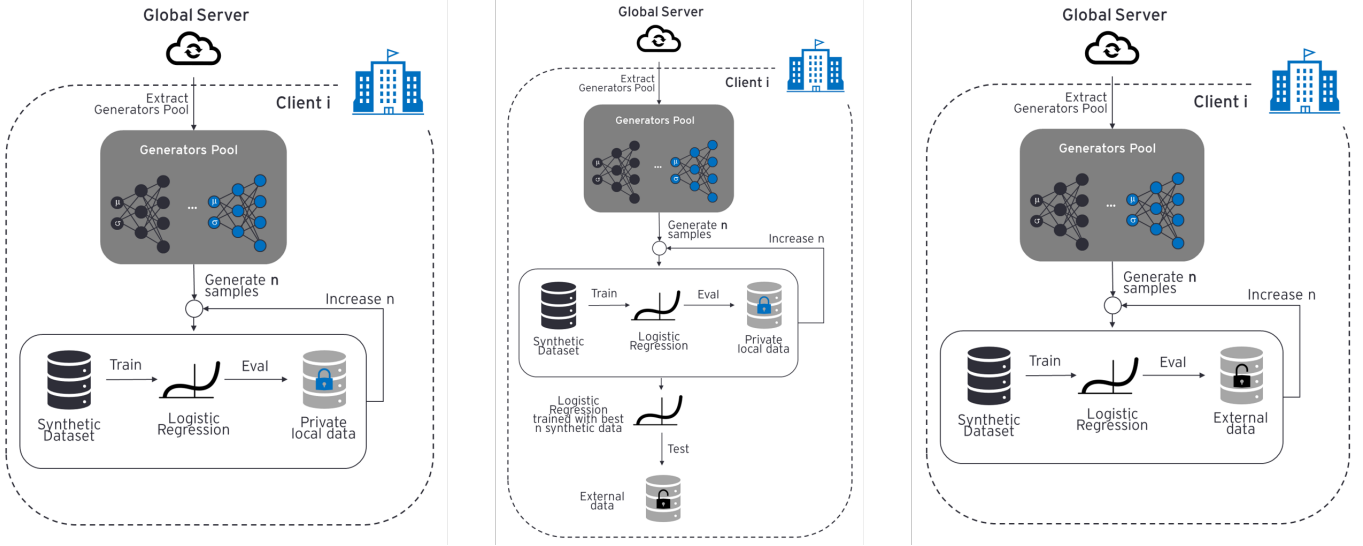 Global Server
Extract
Generators Pool
Client i
Generators Pool
μ
σ
...
μ
σ
Generate n
samples
Increase n
Train
Eval
Synthetic
Dataset
Logistic
Regression
Private
local data
Global Server
Extract
Generators Pool
Client i
Generators Pool
μ
σ
...
μ
σ
Generate n
samples
Increase n
Train
Eval
Synthetic
Dataset
Logistic
Regression
Private
local data
Logistic
Regression
trained with best
n synthetic data
Test
External
data
Global Server
Extract
Generators Pool
Client i
Generators Pool
μ
σ
...
μ
σ
Generate n
samples
Increase n
Train
Eval
Synthetic
Dataset
Logistic
Regression
External
data